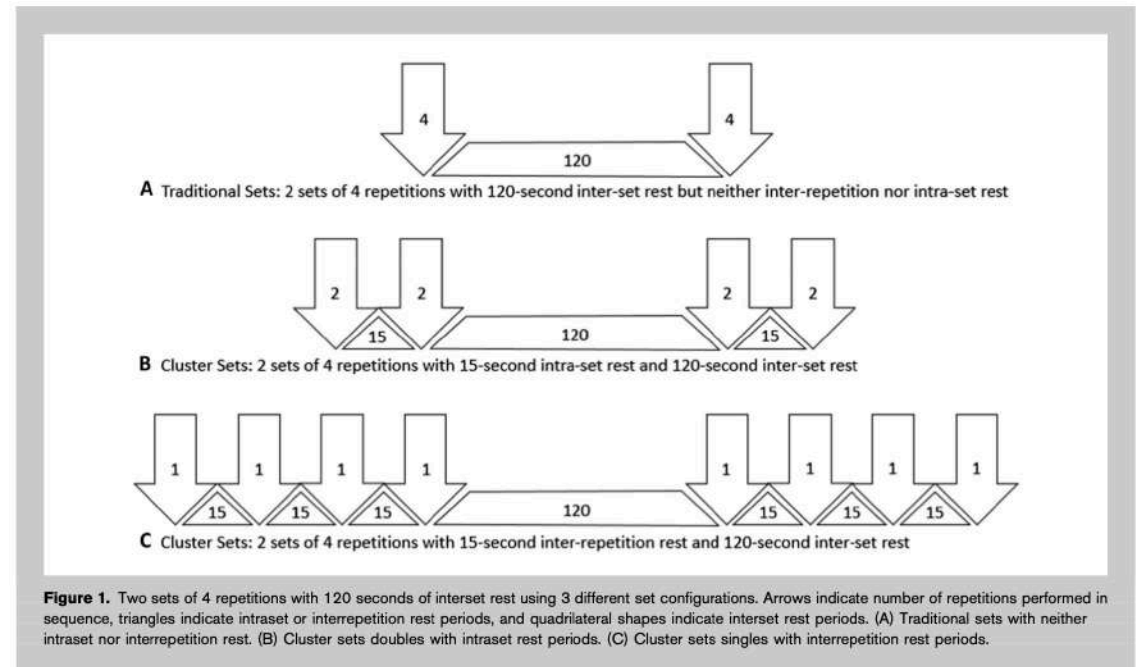 4 4
120
A Traditional Sets: 2 sets of 4 repetitions with 120-second inter-set rest but neither inter-repetition nor intra-set rest
2 2 2 2
15 120 15
B Cluster Sets: 2 sets of 4 repetitions with 15-second intra-set rest and 120-second inter-set rest
1 1 1 1 1 1 1 1
15 15 15 120 15 15 15
C Cluster Sets: 2 sets of 4 repetitions with 15-second inter-repetition rest and 120-second inter-set rest
Figure 1. Two sets of 4 repetitions with 120 seconds of interset rest using 3 different set configurations. Arrows indicate number of repetitions performed in
sequence, triangles indicate intraset or interrepetition rest periods, and quadrilateral shapes indicate interset rest periods. (A) Traditional sets with neither
intraset nor interrepetition rest. (B) Cluster sets doubles with intraset rest periods. (C) Cluster sets singles with interrepetition rest periods.